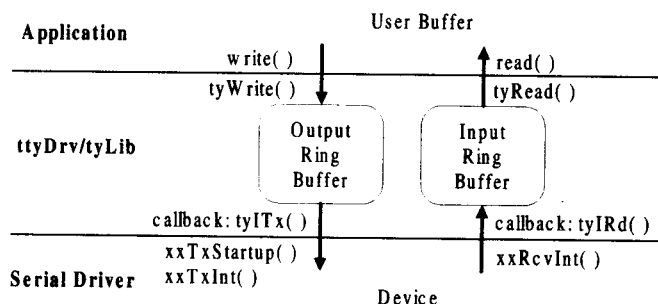 User Buffer
Application
write( ) read( )
tyWrite( ) tyRead( )
ttyDrv/tyLib
Output Input
Ring Ring
Buffer Buffer
callback: tyITx( ) callback: tyIRd( )
xxTxStartup( ) xxRcvInt( )
xxTxInt( )
Serial Driver
Device